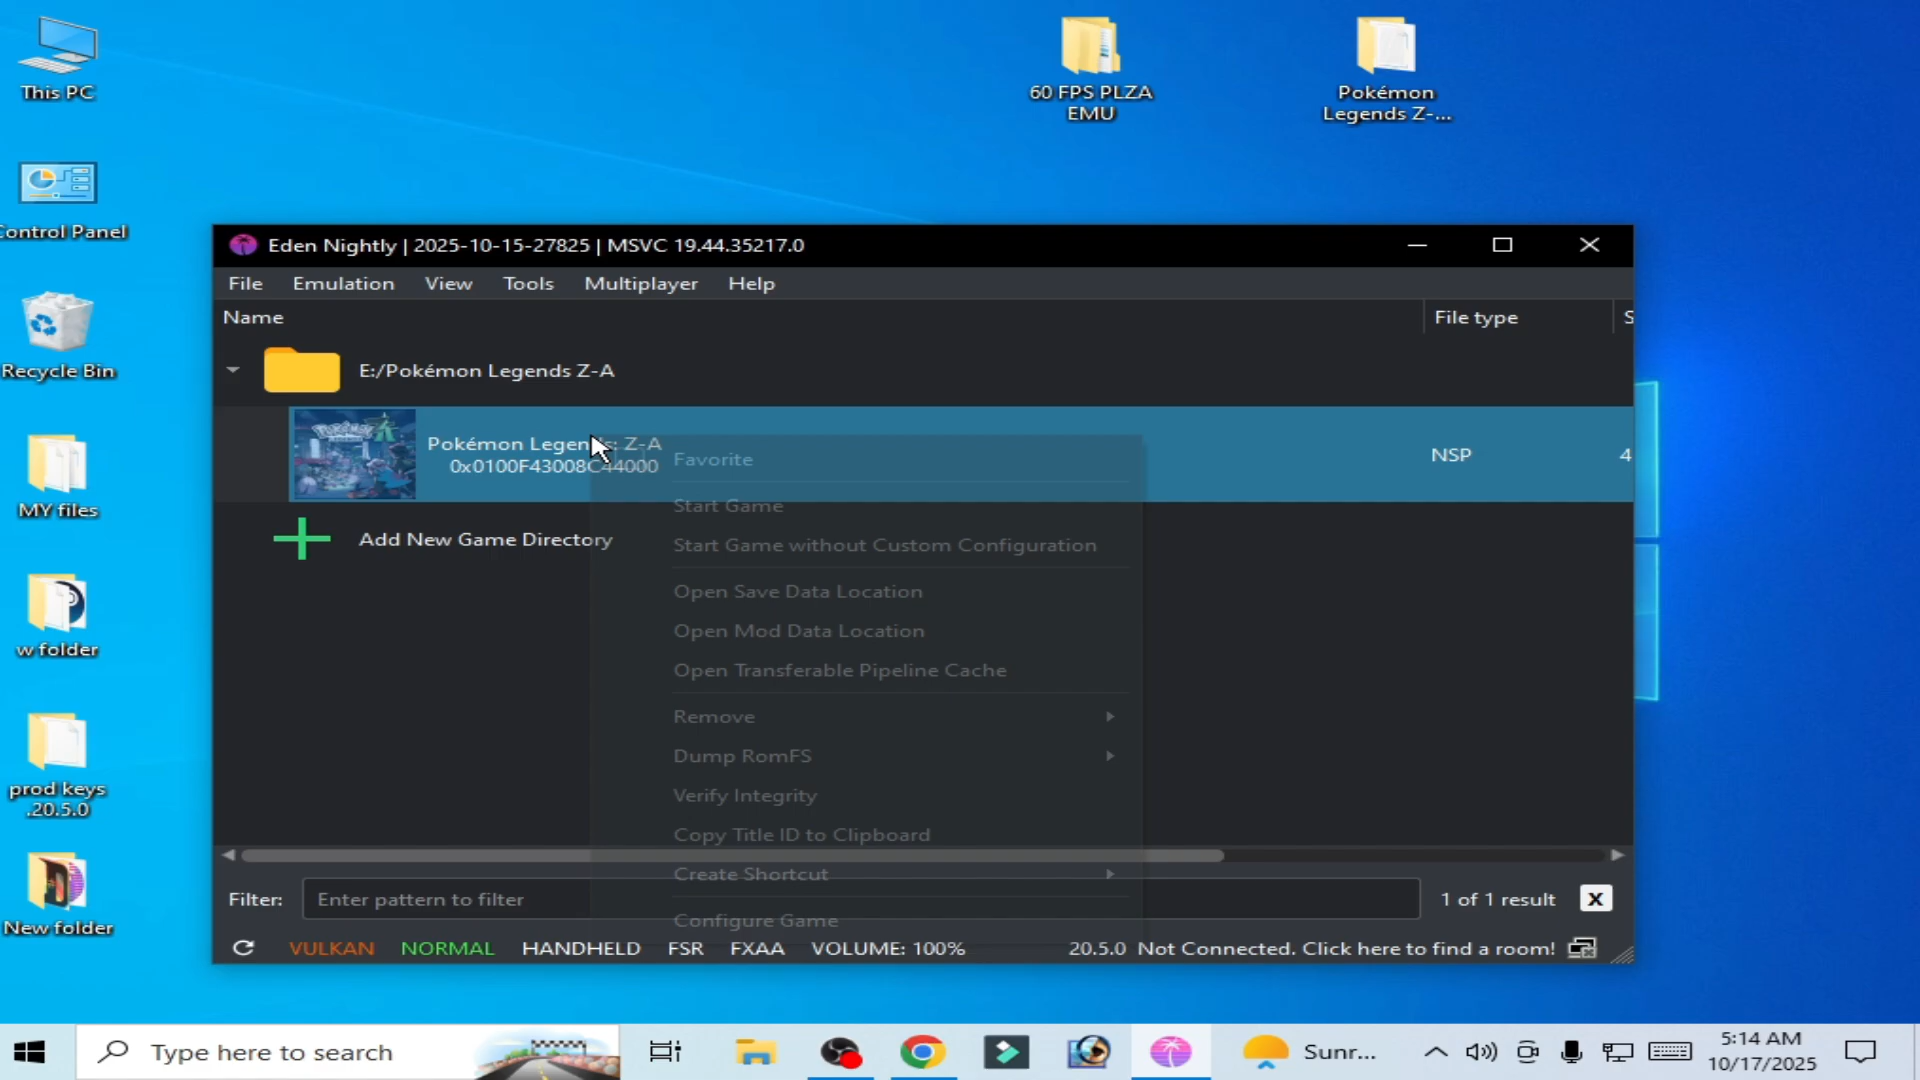 This PC
60 FPS PLZA
EMU
Pokémon
Legends Z-...
Control Panel
Recycle Bin
MY files
w folder
prod keys
.20.5.0
New folder
Eden Nightly | 2025-10-15-27825 | MSVC 19.44.35217.0
File Emulation View Tools Multiplayer Help
Name File type S
E:/Pokémon Legends Z-A
Pokémon Legends: Z-A
0x0100F43008C44000
NSP 4
Add New Game Directory
Favorite
Start Game
Start Game without Custom Configuration
Open Save Data Location
Open Mod Data Location
Open Transferable Pipeline Cache
Remove
Dump RomFS
Verify Integrity
Copy Title ID to Clipboard
Create Shortcut
Configure Game
Filter: Enter pattern to filter 1 of 1 result X
VULKAN NORMAL HANDHELD FSR FXAA VOLUME: 100% 20.5.0 Not Connected. Click here to find a room!
Type here to search
Sunr...
5:14 AM
10/17/2025